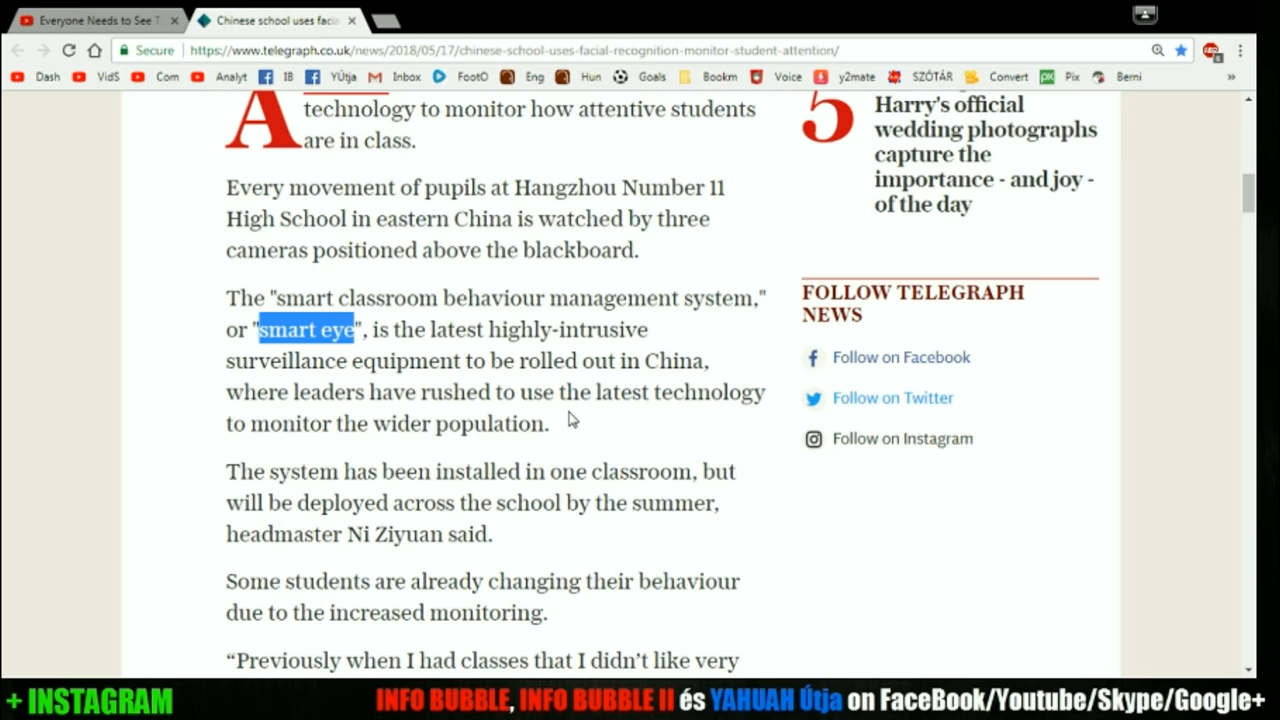 Everyone Needs to See T
Chinese school uses facia
Secure
https://www.telegraph.co.uk/news/2018/05/17/chinese-school-uses-facial-recognition-monitor-student-attention/
Dash VidS Com Analyt IB YÚtja Inbox FootO Eng Hun Goals Bookm Voice y2mate SZÓTÁR Convert Pix Berni »
A
technology to monitor how attentive students
are in class.
Every movement of pupils at Hangzhou Number 11
High School in eastern China is watched by three
cameras positioned above the blackboard.
The "smart classroom behaviour management system,"
or "smart eye", is the latest highly-intrusive
surveillance equipment to be rolled out in China,
where leaders have rushed to use the latest technology
to monitor the wider population.
The system has been installed in one classroom, but
will be deployed across the school by the summer,
headmaster Ni Ziyuan said.
Some students are already changing their behaviour
due to the increased monitoring.
“Previously when I had classes that I didn’t like very
5
Harry's official
wedding photographs
capture the
importance - and joy -
of the day
FOLLOW TELEGRAPH
NEWS
Follow on Facebook
Follow on Twitter
Follow on Instagram
+ INSTAGRAM
INFO BUBBLE, INFO BUBBLE II és YAHUAH Útja on FaceBook/Youtube/Skype/Google+